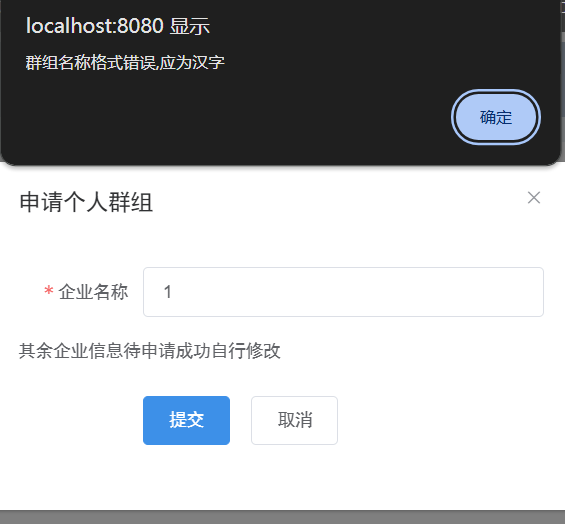 localhost:8080 显示
群组名称格式错误,应为汉字
确定
申请个人群组
* 企业名称 1
其余企业信息待申请成功自行修改
提交 取消